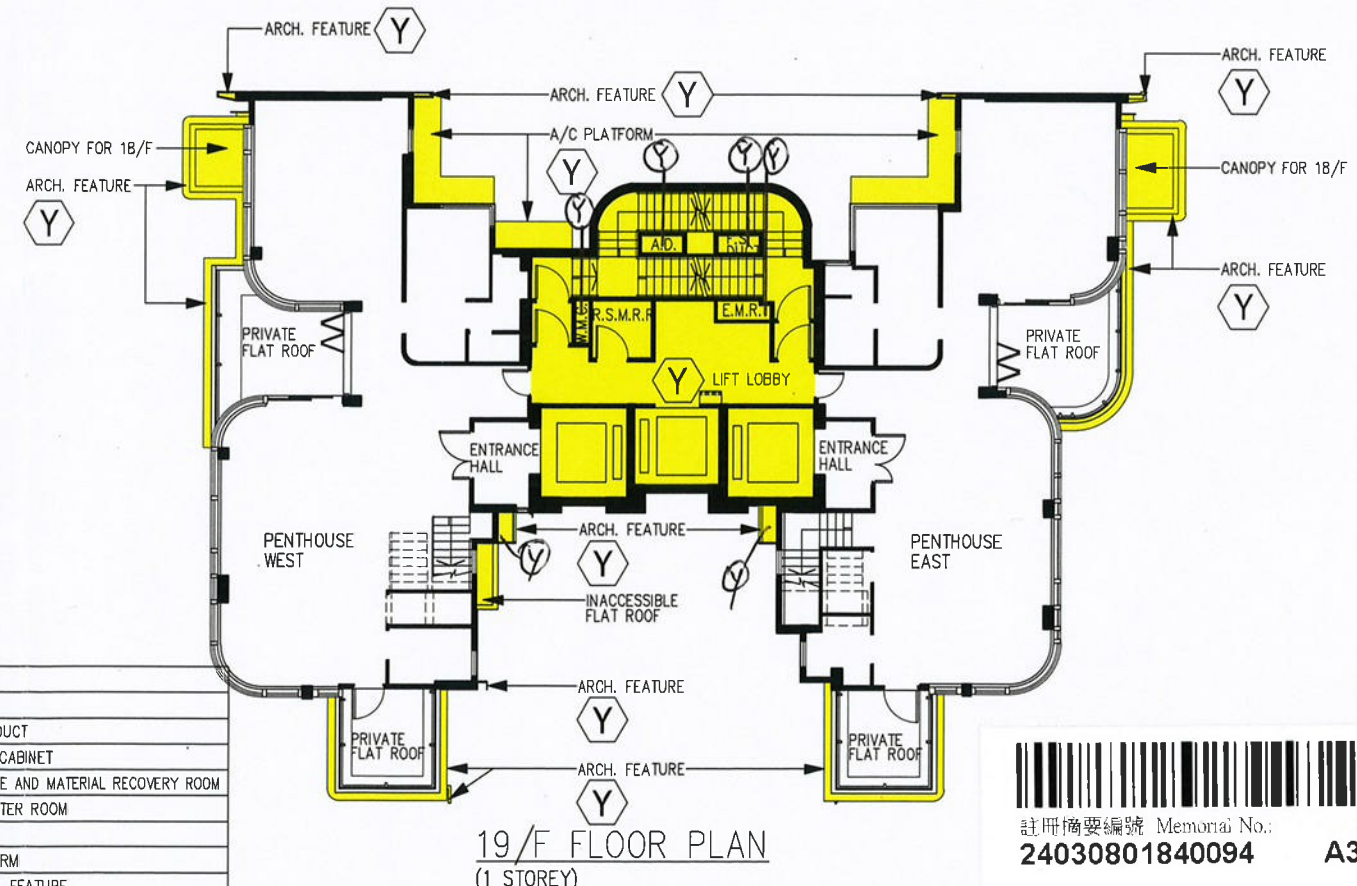 ARCH. FEATURE Y
ARCH. FEATURE
Y
ARCH. FEATURE Y
A/C PLATFORM
Y
Y
Y
Y
Y
CANOPY FOR 18/F
CANOPY FOR 18/F
ARCH. FEATURE
Y
A.D.
F.S.
DUCT
ARCH. FEATURE
Y
W.M.C.
R.S.M.R.R
E.M.R.
PRIVATE
FLAT ROOF
PRIVATE
FLAT ROOF
Y LIFT LOBBY
ENTRANCE
HALL
ENTRANCE
HALL
ARCH. FEATURE
Y
Y
Y
PENTHOUSE
WEST
PENTHOUSE
EAST
INACCESSIBLE
FLAT ROOF
ARCH. FEATURE
Y
PRIVATE
FLAT ROOF
PRIVATE
FLAT ROOF
ARCH. FEATURE
Y
DUCT
CABINET
E AND MATERIAL RECOVERY ROOM
TER ROOM
RM
FEATURE
19/F FLOOR PLAN
(1 STOREY)
註冊摘要編號 Memorial No.:
24030801840094 A3